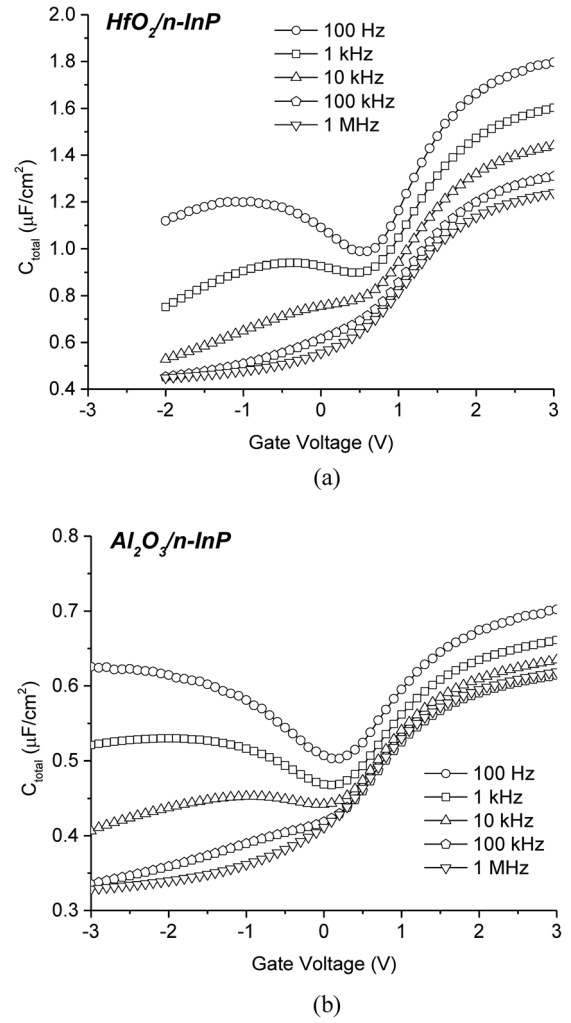 HfO₂/n-InP
100 Hz
1 kHz
10 kHz
100 kHz
1 MHz
C_total (μF/cm²)
1.8
1.6
1.4
1.2
1.0
0.8
0.6
0.4
2.0
-3 -2 -1 0 1 2 3
Gate Voltage (V)
(a)
Al₂O₃/n-InP
C_total (μF/cm²)
0.8
0.7
0.6
0.5
0.4
0.3
100 Hz
1 kHz
10 kHz
100 kHz
1 MHz
-3 -2 -1 0 1 2 3
Gate Voltage (V)
(b)